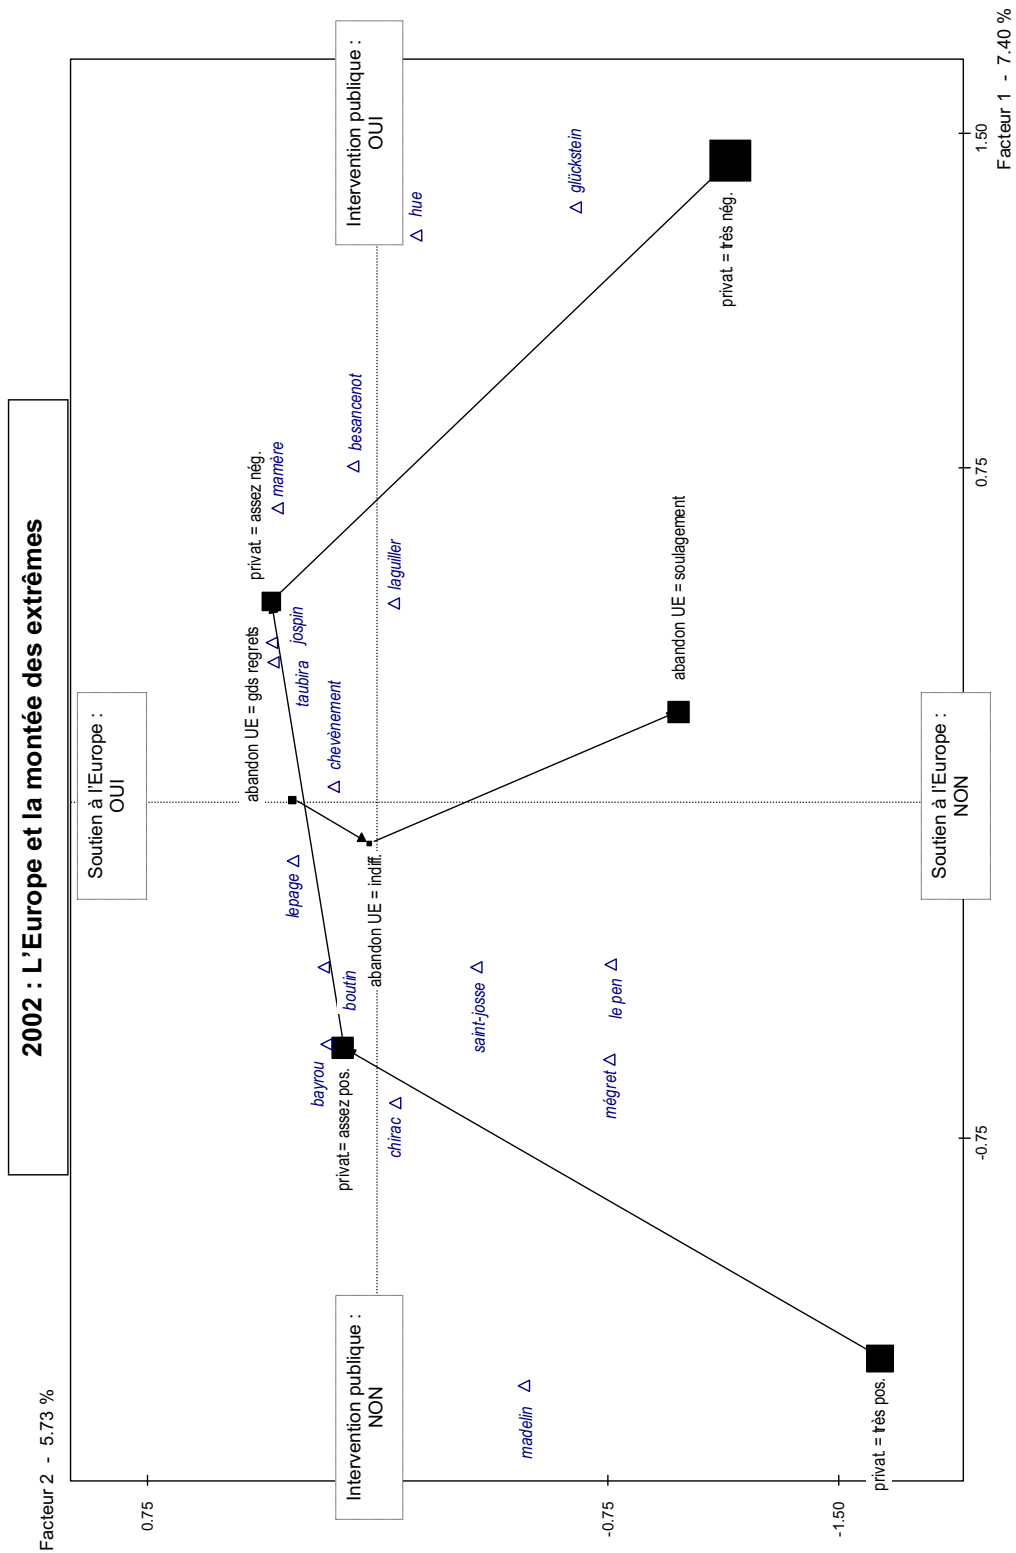 2002 : L'Europe et la montée des extrêmes
Facteur 2 - 5.73 %
Soutien à l'Europe :
OUI
0.75
abandon UE = gds regrets
privat. = assez nég.
mamère
jospin
taubira
lepage
bayrou
boutin
chevènement
besancenot
privat.= assez pos.
abandon UE = indiff.
Intervention publique :
NON
Intervention publique :
OUI
chirac
laguiller
hue
saint-josse
madelin
glückstein
-0.75
mégret
le pen
abandon UE = soulagement
privat. = très nég.
-1.50
privat. = très pos.
Soutien à l'Europe :
NON
-0.75
0.75
1.50
Facteur 1 - 7.40 %